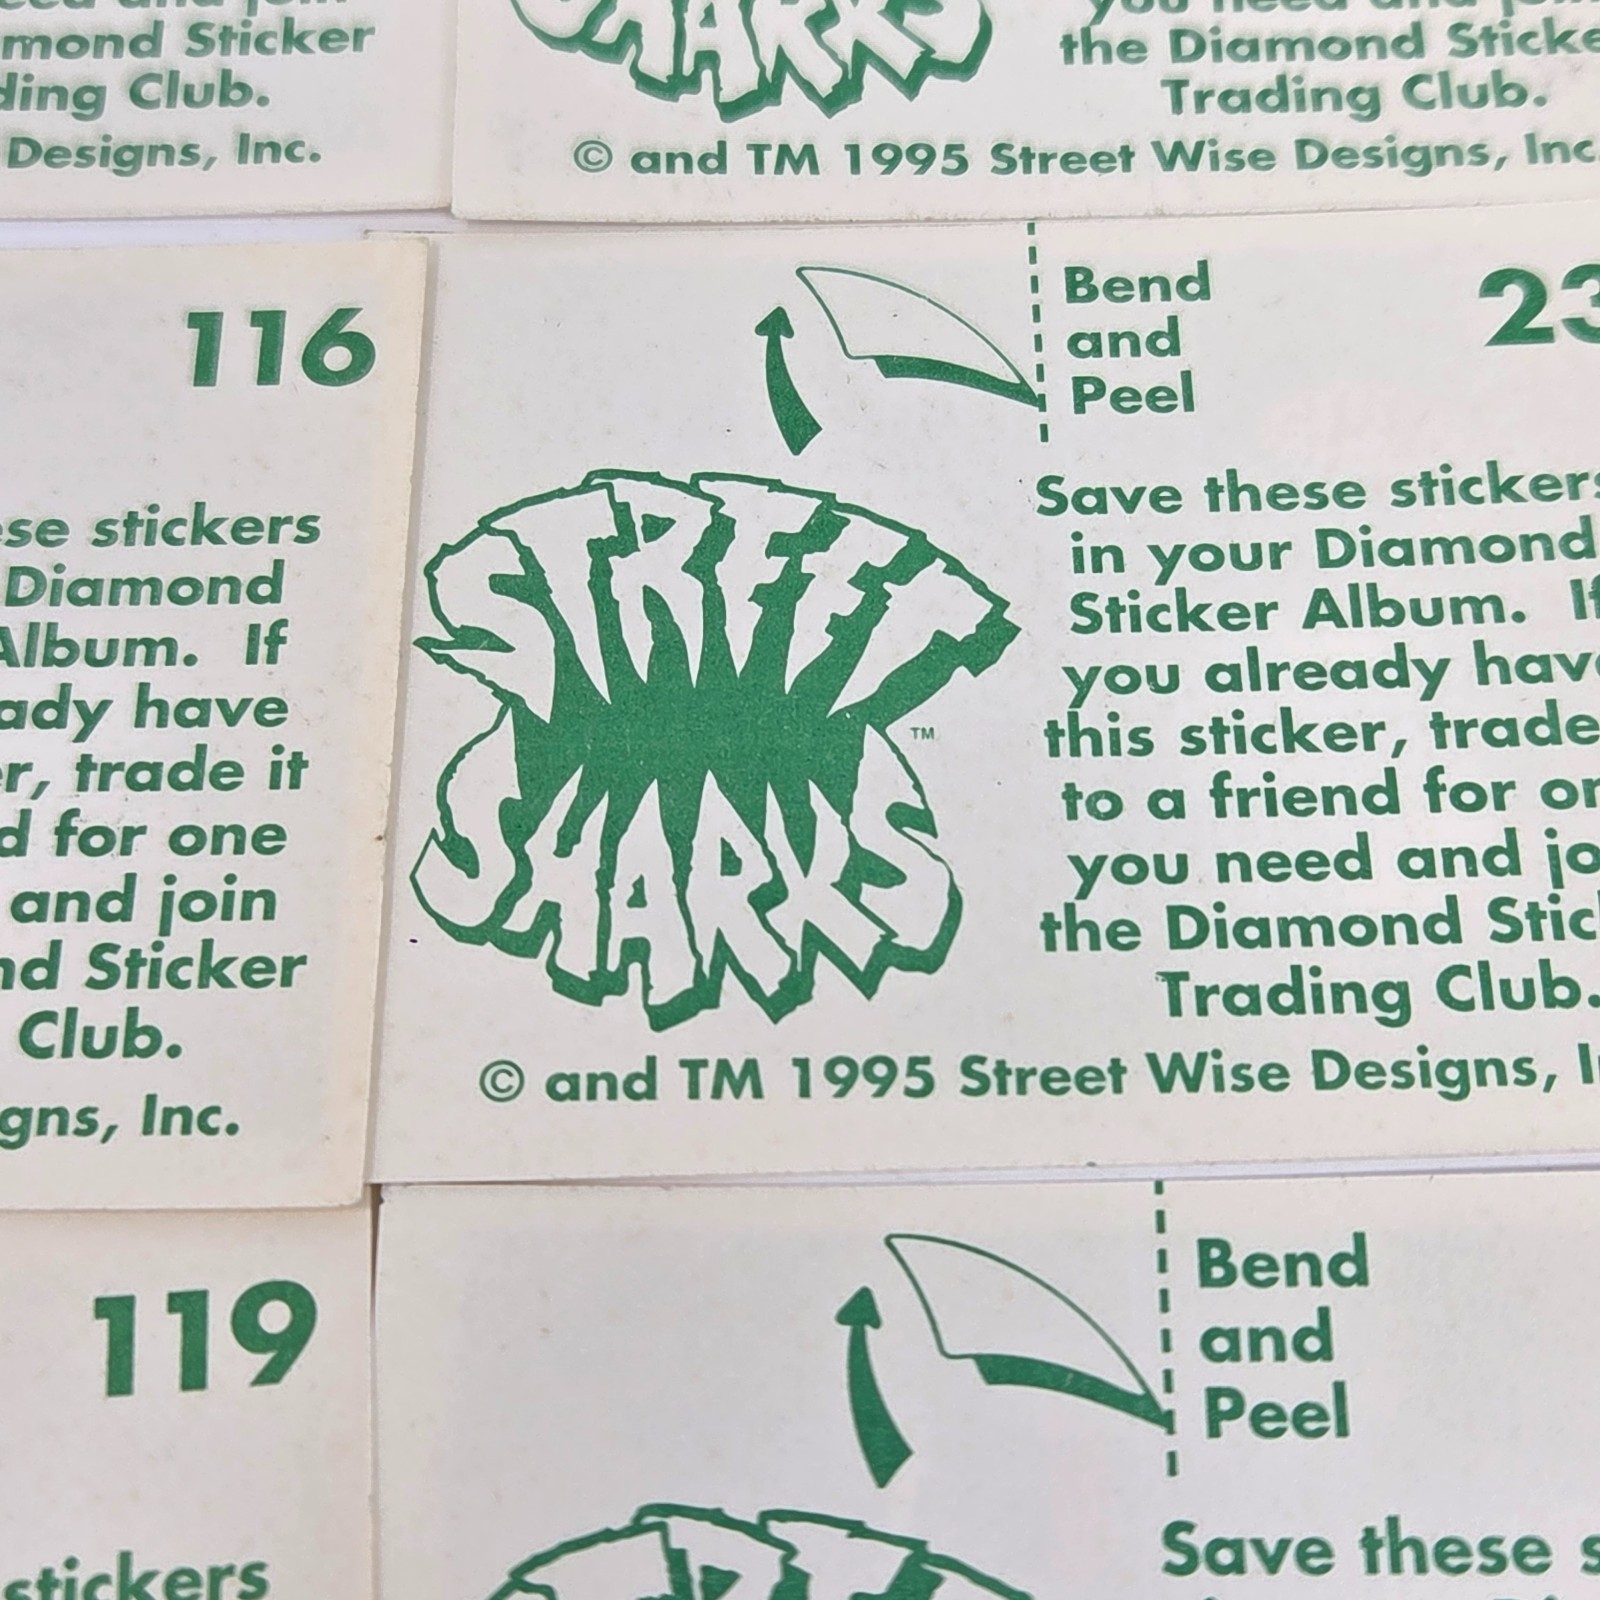 mond Sticker
ding Club.
Designs, Inc.
SHARKS
the Diamond Sticke
Trading Club.
© and TM 1995 Street Wise Designs, Inc.
116
ese stickers
Diamond
Album. If
ady have
r, trade it
d for one
and join
nd Sticker
Club.
gns, Inc.
Bend
and
Peel
23
STREET
SHARKS
TM
Save these stickers
in your Diamond
Sticker Album. If
you already have
this sticker, trade
to a friend for on
you need and jo
the Diamond Stic
Trading Club.
© and TM 1995 Street Wise Designs, I
119
stickers
Bend
and
Peel
Save these s